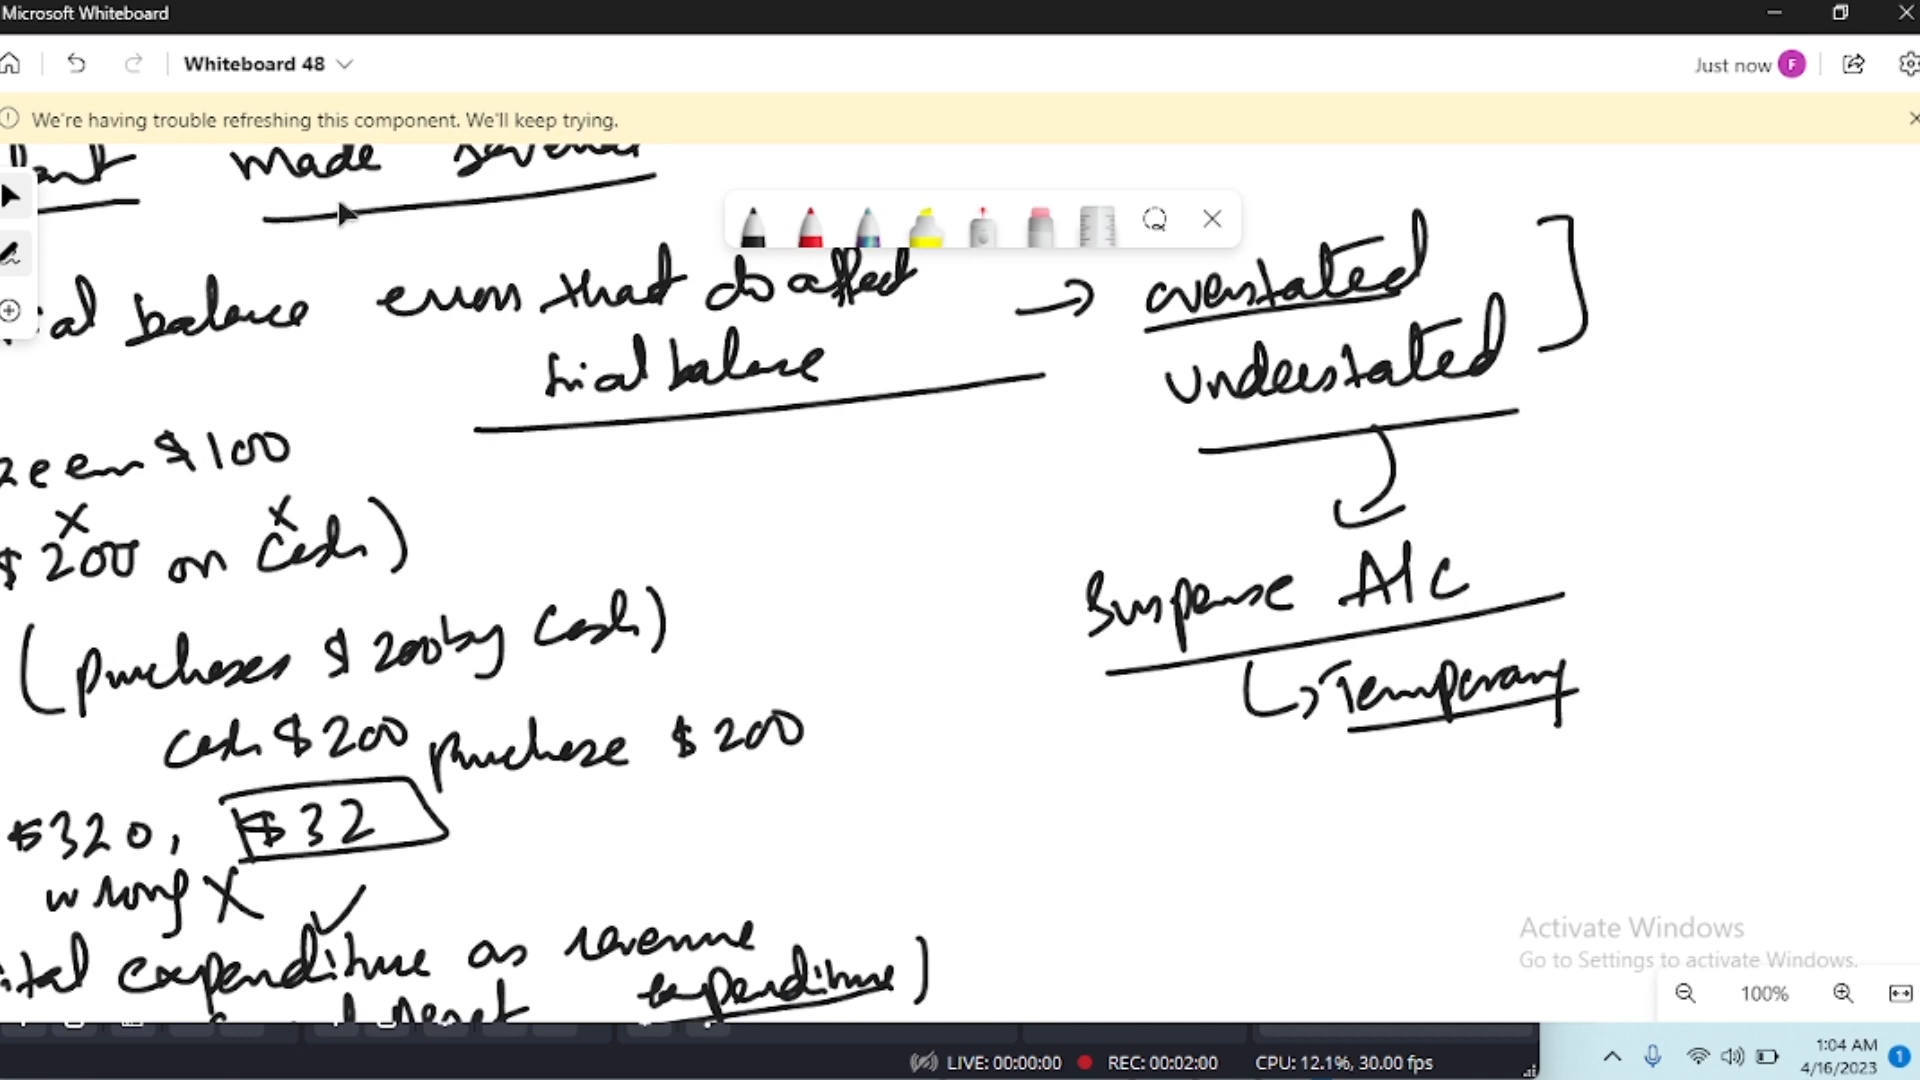 Microsoft Whiteboard
Whiteboard 48
Just now F
We're having trouble refreshing this component. We'll keep trying.
made several
al balance
errors that do affect
trial balance
→ overstated
understated
$100
$200 on cash)
(purchases $200 by cash)
cash $200 purchase $200
$320, $32
wrong X
ital expenditure as revenue
expenditure)
Suspense A/c
Temporary
Activate Windows
Go to Settings to activate Windows.
100%
LIVE: 00:00:00 REC: 00:02:00 CPU: 12.1%, 30.00 fps
1:04 AM
4/16/2023
1